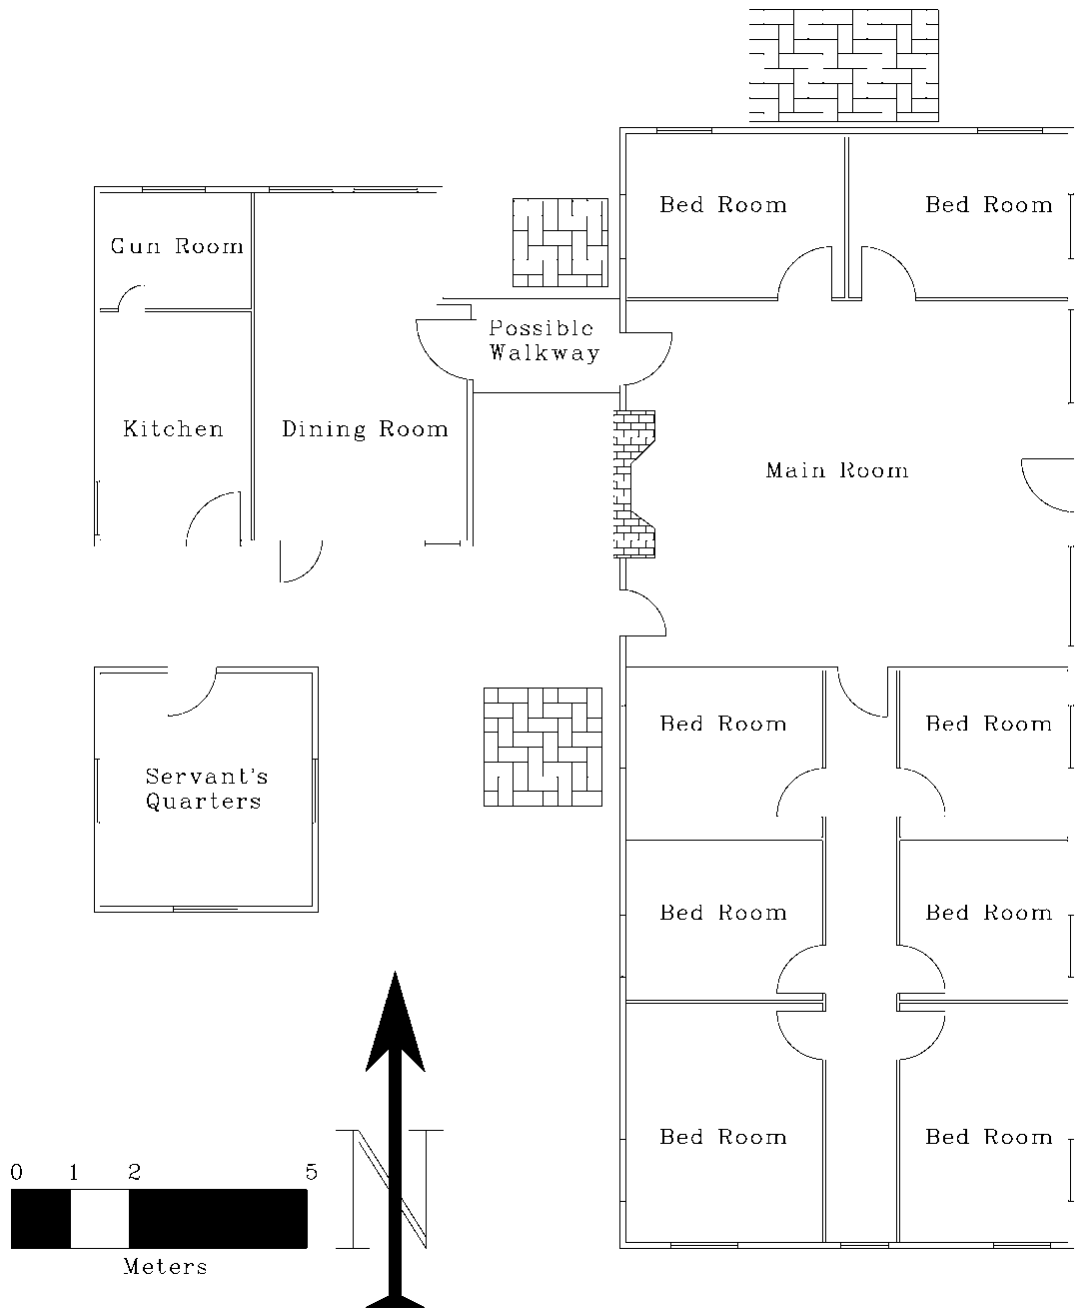 Bed Room
Bed Room
Gun Room
Possible
Walkway
Kitchen
Dining Room
Main Room
Bed Room
Bed Room
Servant's
Quarters
Bed Room
Bed Room
Bed Room
Bed Room
N
0 1 2 5
Meters